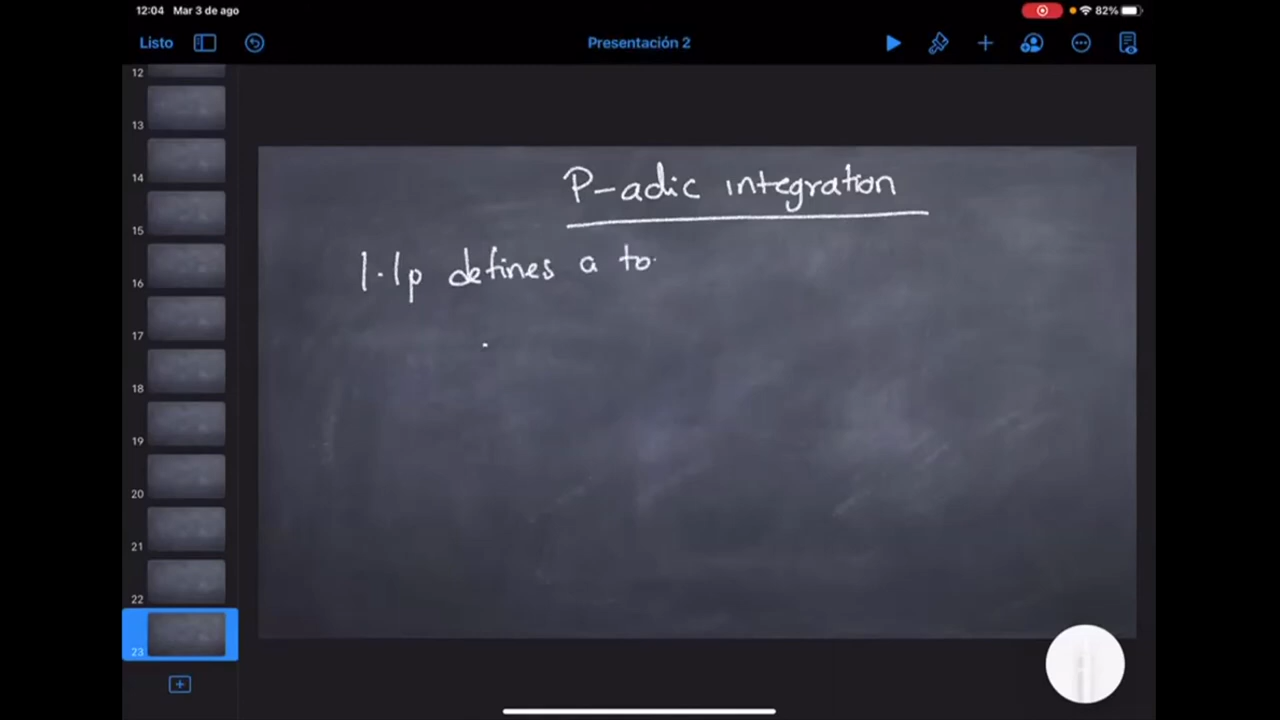 12:04 Mar 3 de ago
82%
Listo
Presentación 2
12
13
14
15
16
17
18
19
20
21
22
23
P-adic integration
|·|p defines a to